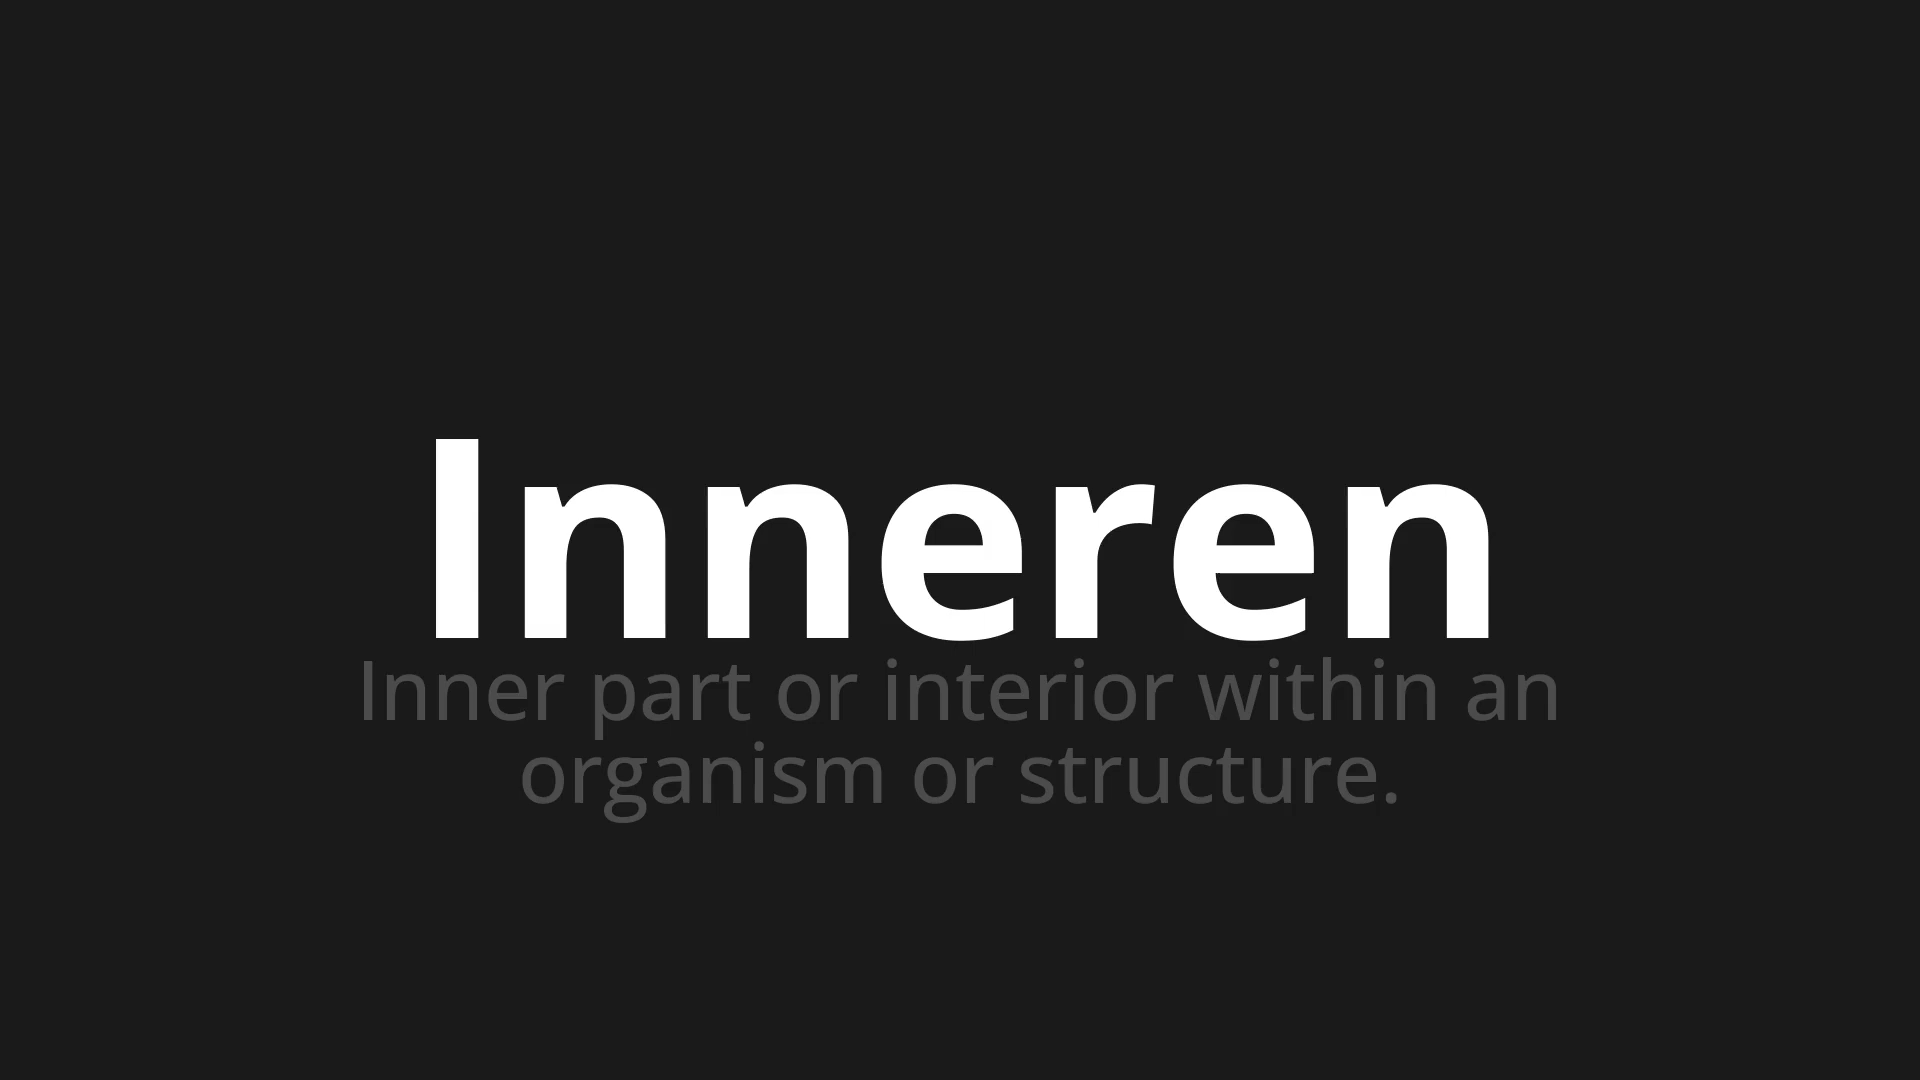 Inneren
Inner part or interior within an
organism or structure.